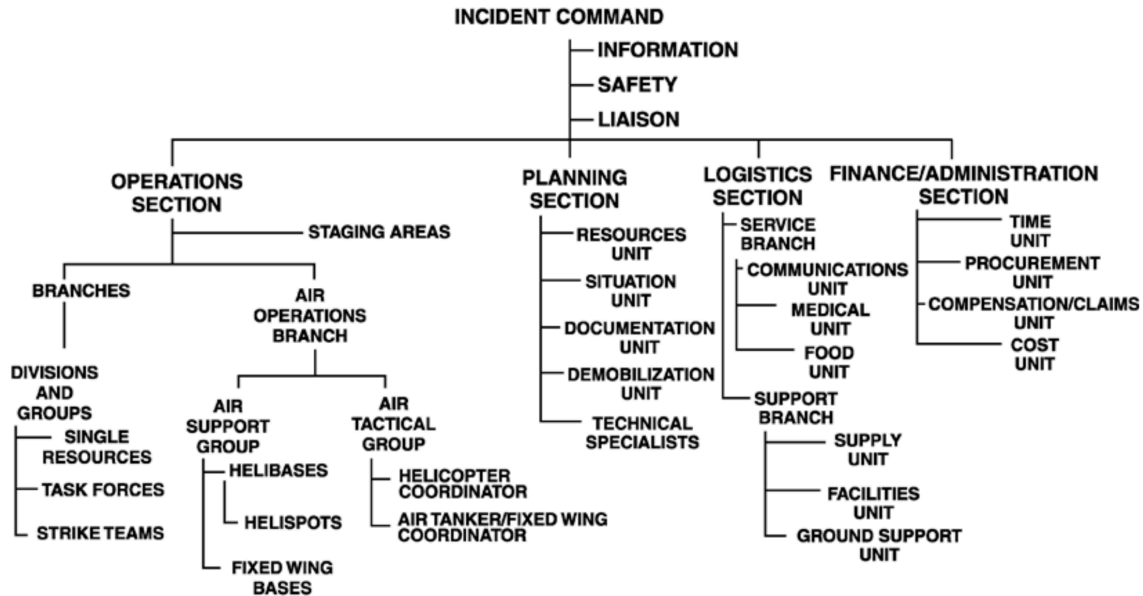 INCIDENT COMMAND
INFORMATION
SAFETY
LIAISON
OPERATIONS
SECTION
STAGING AREAS
BRANCHES
AIR
OPERATIONS
BRANCH
DIVISIONS
AND
GROUPS
SINGLE
RESOURCES
TASK FORCES
STRIKE TEAMS
AIR
SUPPORT
GROUP
HELIBASES
HELISPOTS
FIXED WING
BASES
AIR
TACTICAL
GROUP
HELICOPTER
COORDINATOR
AIR TANKER/FIXED WING
COORDINATOR
PLANNING
SECTION
RESOURCES
UNIT
SITUATION
UNIT
DOCUMENTATION
UNIT
DEMOBILIZATION
UNIT
TECHNICAL
SPECIALISTS
LOGISTICS
SECTION
SERVICE
BRANCH
COMMUNICATIONS
UNIT
MEDICAL
UNIT
FOOD
UNIT
SUPPORT
BRANCH
SUPPLY
UNIT
FACILITIES
UNIT
GROUND SUPPORT
UNIT
FINANCE/ADMINISTRATION
SECTION
TIME
UNIT
PROCUREMENT
UNIT
COMPENSATION/CLAIMS
UNIT
COST
UNIT